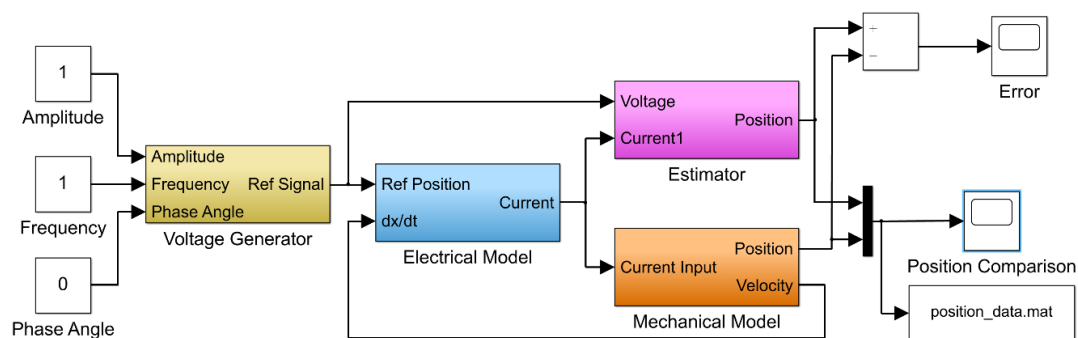 1
Amplitude
1
Frequency
0
Phase Angle
Amplitude
Frequency
Phase Angle
Ref Signal
Voltage Generator
Ref Position
dx/dt
Current
Electrical Model
Voltage
Current1
Position
Estimator
Current Input
Position
Velocity
Mechanical Model
+
−
Error
Position Comparison
position_data.mat